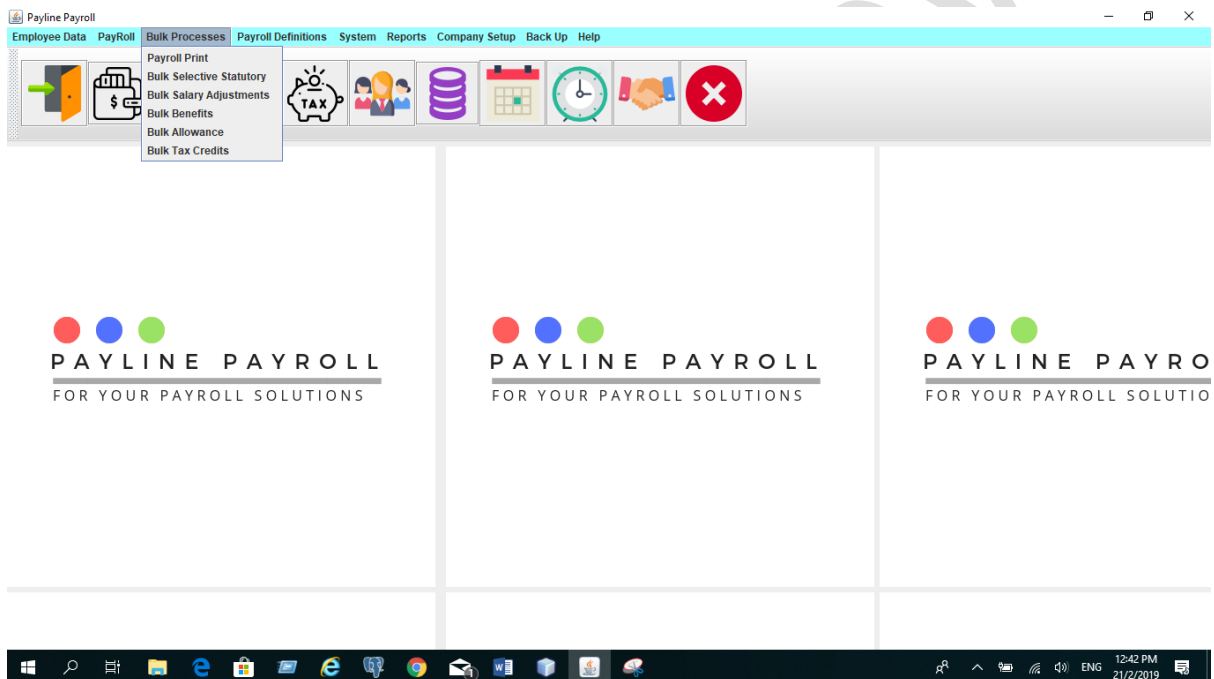 Payline Payroll
Employee Data PayRoll Bulk Processes Payroll Definitions System Reports Company Setup Back Up Help
Payroll Print
Bulk Selective Statutory
Bulk Salary Adjustments
Bulk Benefits
Bulk Allowance
Bulk Tax Credits
$
TAX
PAYLINE PAYROLL
FOR YOUR PAYROLL SOLUTIONS
PAYLINE PAYROLL
FOR YOUR PAYROLL SOLUTIONS
PAYLINE PAYRO
FOR YOUR PAYROLL SOLUTIO
ENG
12:42 PM
21/2/2019